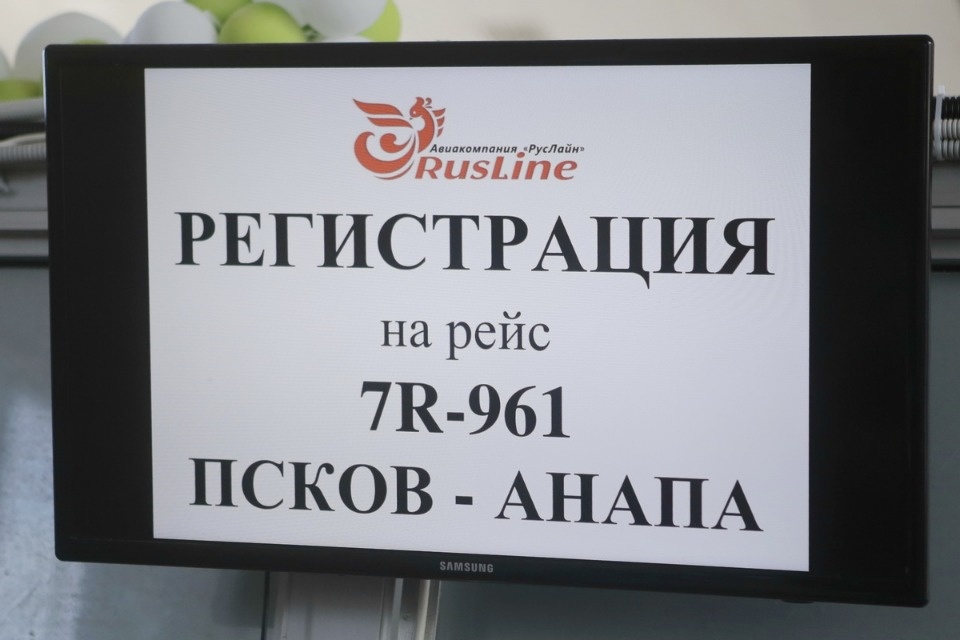 Авиакомпания «РусЛайн»
RusLine
РЕГИСТРАЦИЯ
на рейс
7R-961
ПСКОВ - АНАПА
SAMSUNG